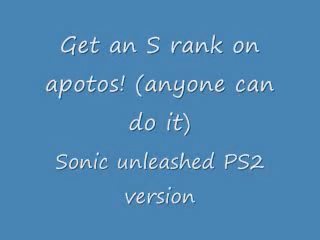 Get an S rank on
apotos! (anyone can
do it)
Sonic unleashed PS2
version